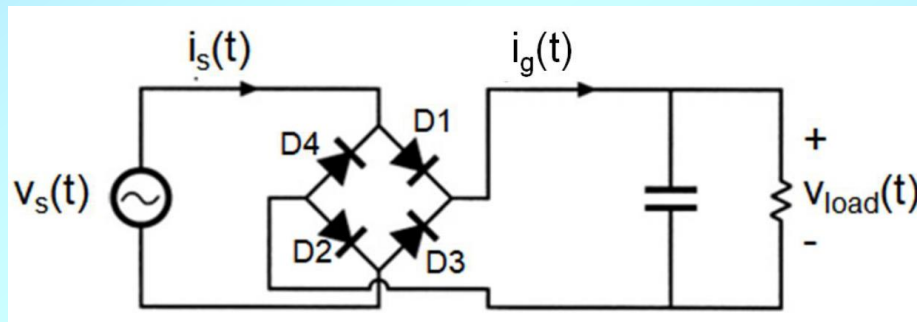 i_s(t)
i_g(t)
D1
D4
+
v_s(t)
v_load(t)
D2
D3
-